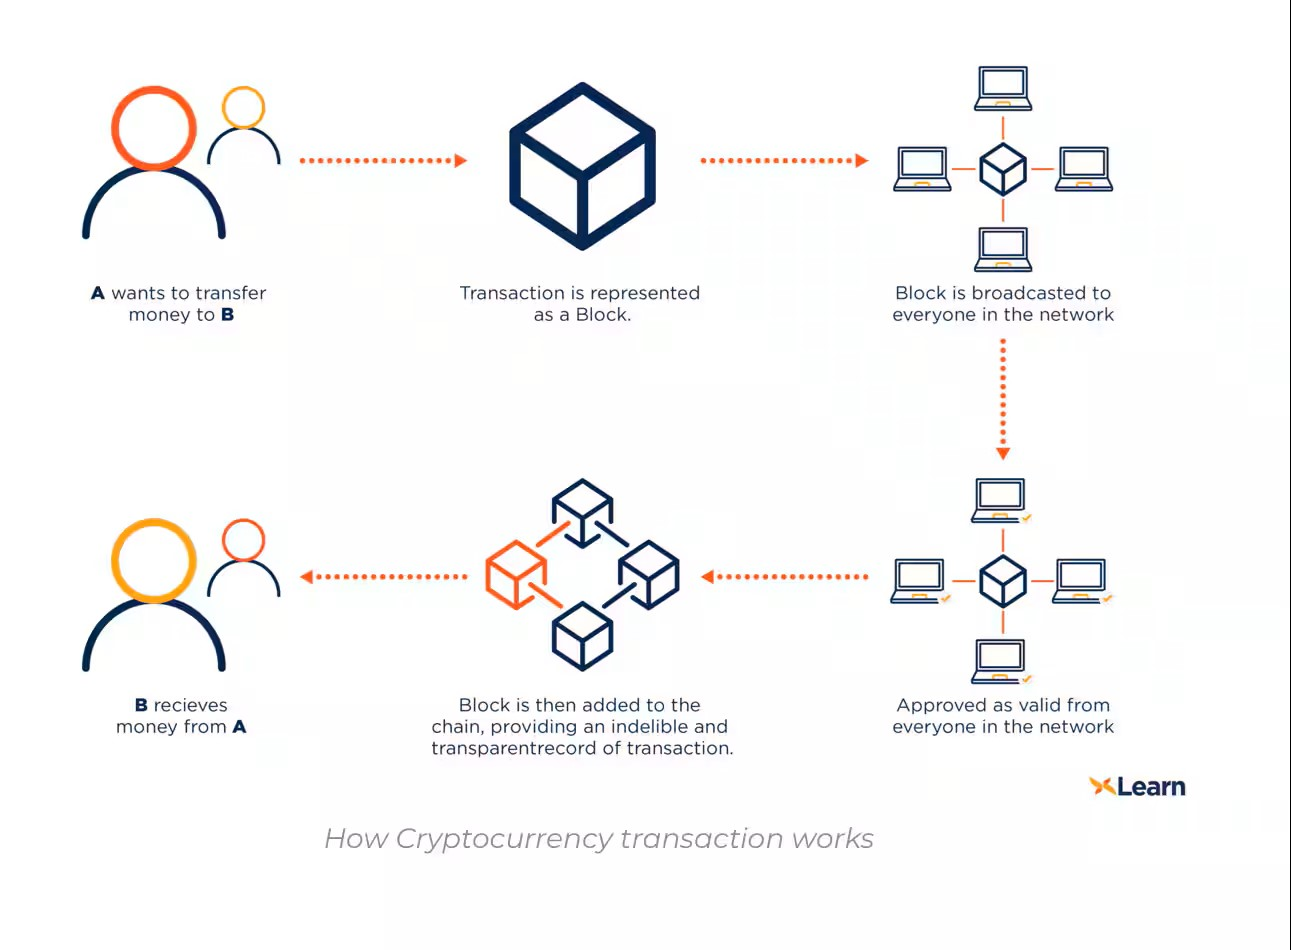 A wants to transfer
money to B
Transaction is represented
as a Block.
Block is broadcasted to
everyone in the network
B recieves
money from A
Block is then added to the
chain, providing an indelible and
transparentrecord of transaction.
Approved as valid from
everyone in the network
Learn
How Cryptocurrency transaction works